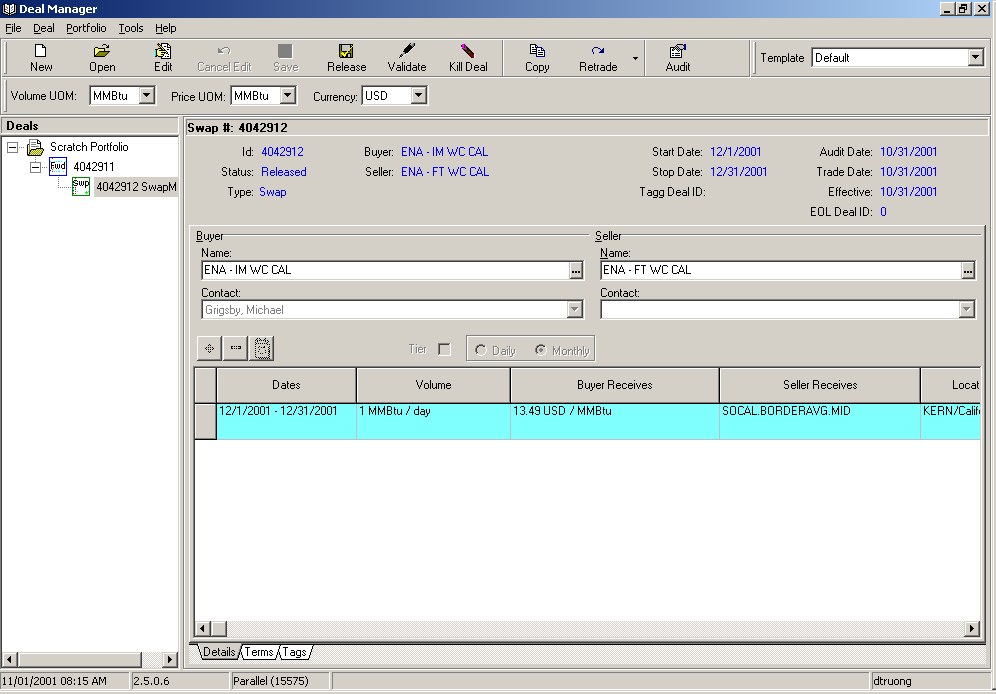 Deal Manager
File Deal Portfolio Tools Help
New Open Edit Cancel Edit Save Release Validate Kill Deal Copy Retrade Audit Template Default
Volume UOM: MMBtu Price UOM: MMBtu Currency: USD
Deals
Scratch Portfolio
Fwd 4042911
Swp 4042912 SwapM
Swap #: 4042912
Id: 4042912 Buyer: ENA - IM WC CAL Start Date: 12/1/2001 Audit Date: 10/31/2001
Status: Released Seller: ENA - FT WC CAL Stop Date: 12/31/2001 Trade Date: 10/31/2001
Type: Swap Tagg Deal ID: Effective: 10/31/2001
EOL Deal ID: 0
Buyer Seller
Name: Name:
ENA - IM WC CAL ... ENA - FT WC CAL ...
Contact: Contact:
Grigsby, Michael
Tier Daily Monthly
Dates Volume Buyer Receives Seller Receives Locat
12/1/2001 - 12/31/2001 1 MMBtu / day 13.49 USD / MMBtu SOCAL.BORDERAVG.MID KERN/Calif
Details Terms Tags
11/01/2001 08:15 AM 2.5.0.6 Parallel (15575) dtruong